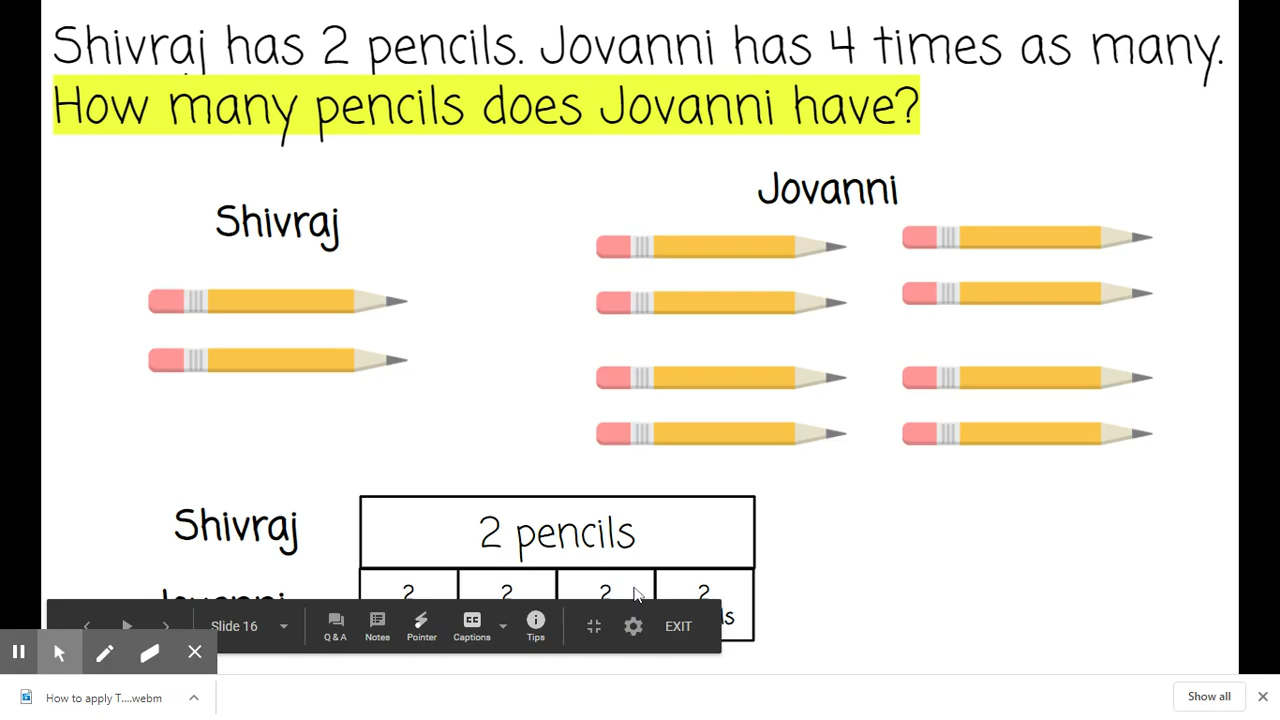 Shivraj has 2 pencils. Jovanni has 4 times as many.
How many pencils does Jovanni have?
Jovanni
Shivraj
Shivraj
2 pencils
Jovanni
2 2 2 2
Slide 16
Q & A Notes Pointer Captions Tips
EXIT
How to apply T....webm
Show all